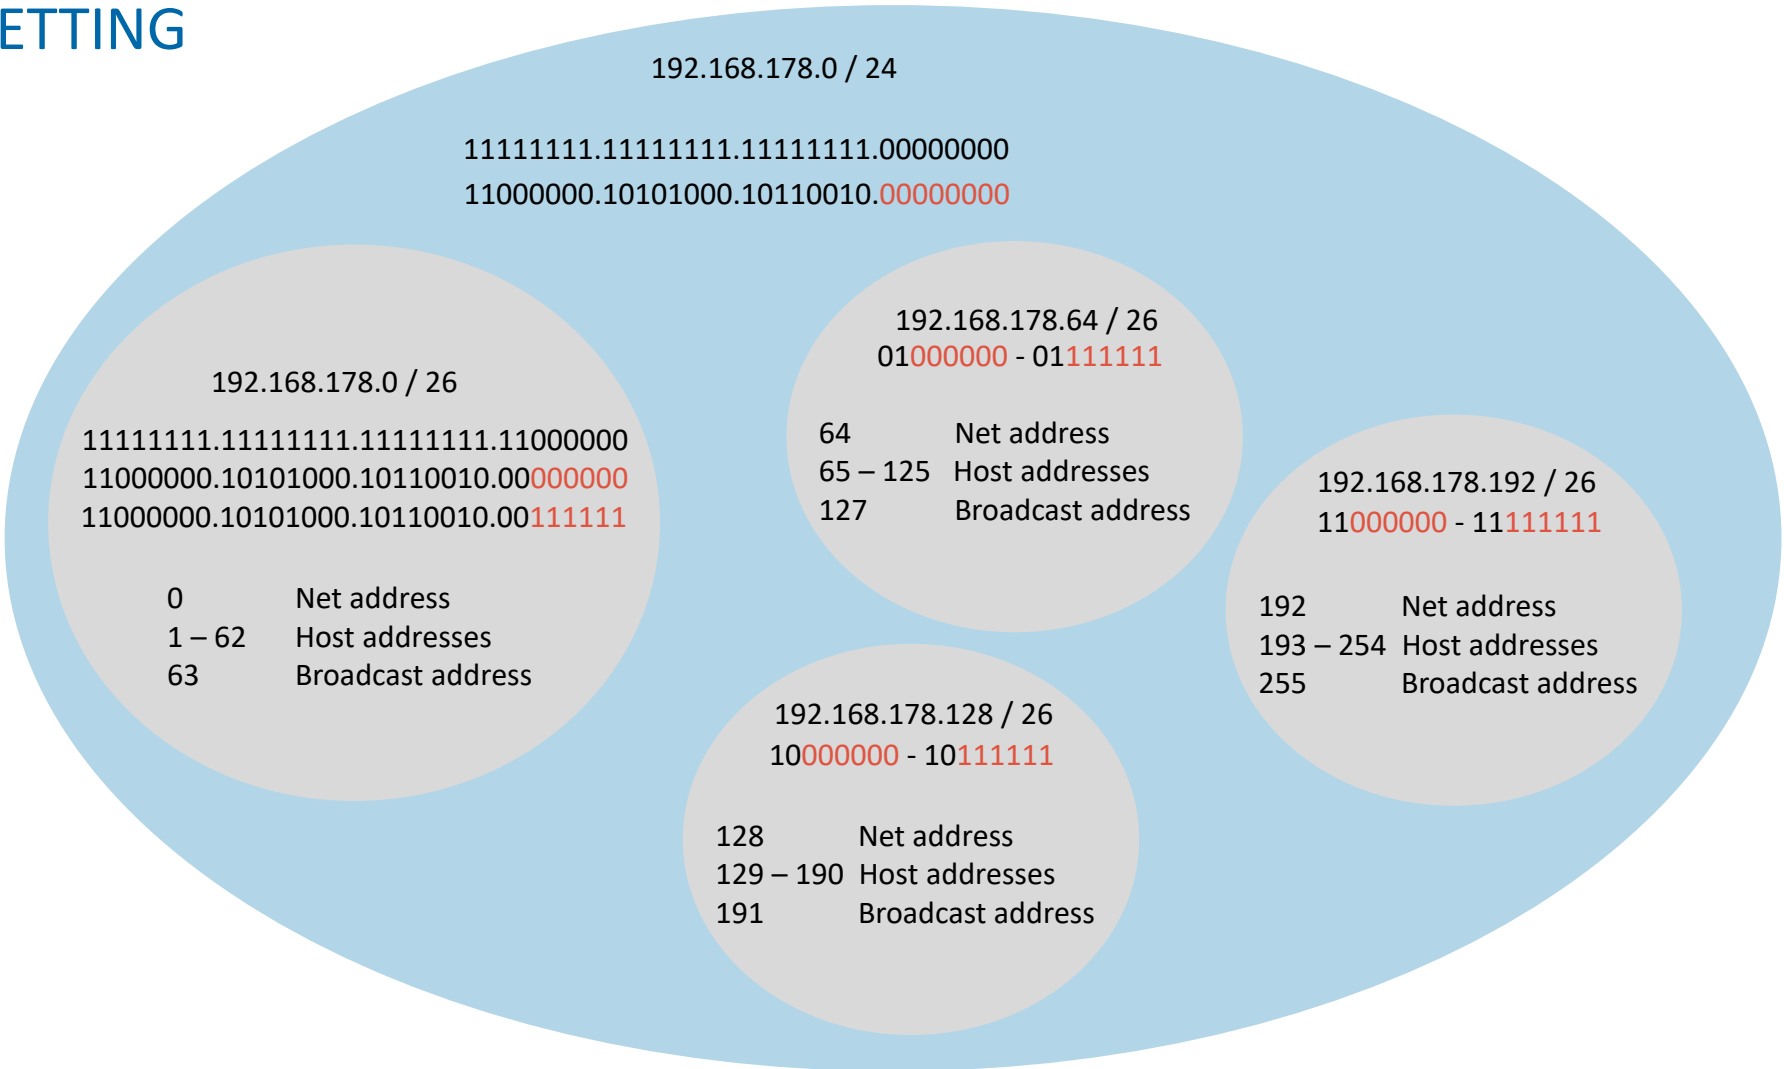 ETTING
192.168.178.0 / 24
11111111.11111111.11111111.00000000
11000000.10101000.10110010.00000000
192.168.178.0 / 26
11111111.11111111.11111111.11000000
11000000.10101000.10110010.00000000
11000000.10101000.10110010.00111111
0 Net address
1 – 62 Host addresses
63 Broadcast address
192.168.178.64 / 26
01000000 - 01111111
64 Net address
65 – 125 Host addresses
127 Broadcast address
192.168.178.128 / 26
10000000 - 10111111
128 Net address
129 – 190 Host addresses
191 Broadcast address
192.168.178.192 / 26
11000000 - 11111111
192 Net address
193 – 254 Host addresses
255 Broadcast address